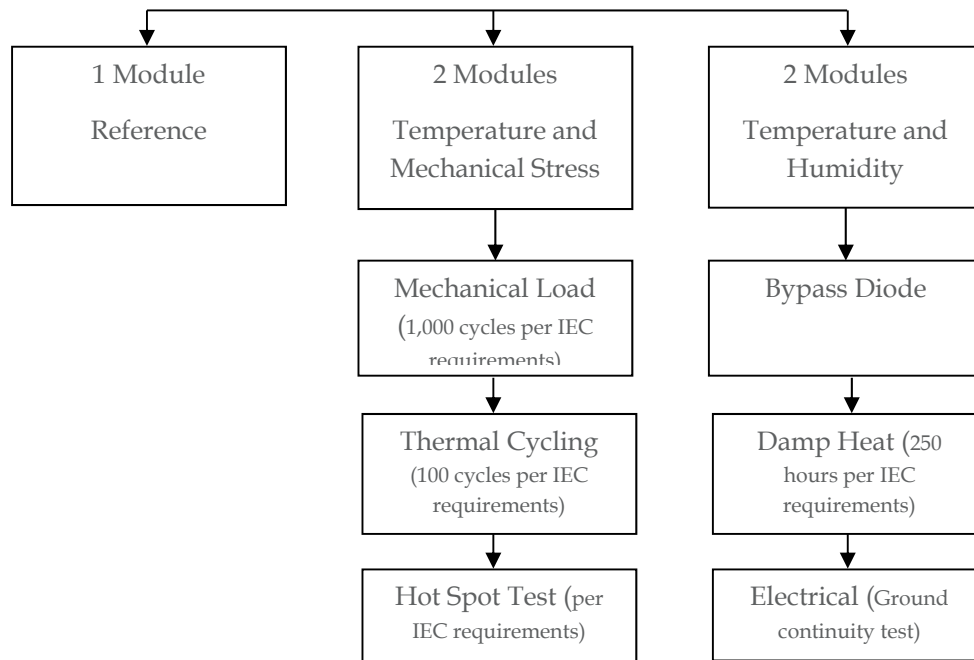 1 Module
Reference
2 Modules
Temperature and
Mechanical Stress
2 Modules
Temperature and
Humidity
Mechanical Load
(1,000 cycles per IEC
requirements)
Bypass Diode
Thermal Cycling
(100 cycles per IEC
requirements)
Damp Heat (250
hours per IEC
requirements)
Hot Spot Test (per
IEC requirements)
Electrical (Ground
continuity test)